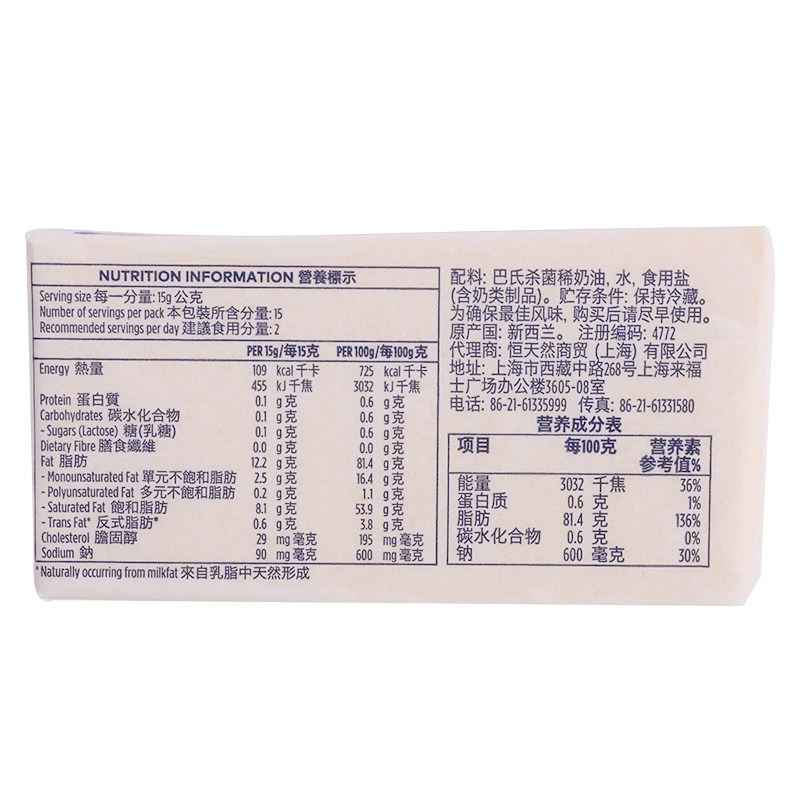 NUTRITION INFORMATION 營養標示
Serving size 每一分量: 15g 公克
Number of servings per pack 本包裝所含分量: 15
Recommended servings per day 建議食用分量: 2
PER 15g/每15克 PER 100g/每100g克
Energy 熱量 109 kcal 千卡 725 kcal 千卡
455 kJ 千焦 3032 kJ 千焦
Protein 蛋白質 0.1 g 克 0.6 g 克
Carbohydrates 碳水化合物 0.1 g 克 0.6 g 克
- Sugars (Lactose) 糖(乳糖) 0.1 g 克 0.6 g 克
Dietary Fibre 膳食纖維 0.0 g 克 0.0 g 克
Fat 脂肪 12.2 g 克 81.4 g 克
- Monounsaturated Fat 單元不飽和脂肪 2.5 g 克 16.4 g 克
- Polyunsaturated Fat 多元不飽和脂肪 0.2 g 克 1.1 g 克
- Saturated Fat 飽和脂肪 8.1 g 克 53.9 g 克
- Trans Fat* 反式脂肪* 0.6 g 克 3.8 g 克
Cholesterol 膽固醇 29 mg 毫克 195 mg 毫克
Sodium 鈉 90 mg 毫克 600 mg 毫克
* Naturally occurring from milkfat 來自乳脂中天然形成
配料: 巴氏杀菌稀奶油, 水, 食用盐
(含奶类制品)。贮存条件: 保持冷藏。
为确保最佳风味, 购买后请尽早使用。
原产国: 新西兰。 注册编码: 4772
代理商: 恒天然商贸 (上海) 有限公司
地址: 上海市西藏中路268号上海来福
士广场办公楼3605-08室
电话: 86-21-61335999 传真: 86-21-61331580
营养成分表
项目 每100克 营养素
参考值%
能量 3032 千焦 36%
蛋白质 0.6 克 1%
脂肪 81.4 克 136%
碳水化合物 0.6 克 0%
钠 600 毫克 30%